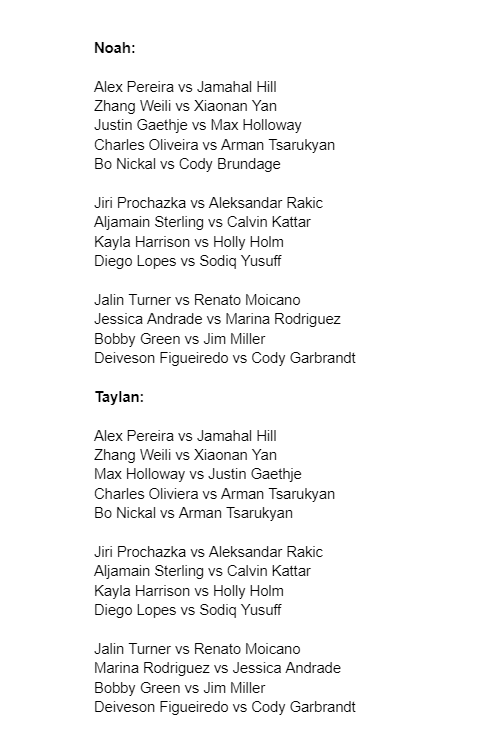 Noah:
Alex Pereira vs Jamahal Hill
Zhang Weili vs Xiaonan Yan
Justin Gaethje vs Max Holloway
Charles Oliveira vs Arman Tsarukyan
Bo Nickal vs Cody Brundage
Jiri Prochazka vs Aleksandar Rakic
Aljamain Sterling vs Calvin Kattar
Kayla Harrison vs Holly Holm
Diego Lopes vs Sodiq Yusuff
Jalin Turner vs Renato Moicano
Jessica Andrade vs Marina Rodriguez
Bobby Green vs Jim Miller
Deiveson Figueiredo vs Cody Garbrandt
Taylan:
Alex Pereira vs Jamahal Hill
Zhang Weili vs Xiaonan Yan
Max Holloway vs Justin Gaethje
Charles Oliviera vs Arman Tsarukyan
Bo Nickal vs Arman Tsarukyan
Jiri Prochazka vs Aleksandar Rakic
Aljamain Sterling vs Calvin Kattar
Kayla Harrison vs Holly Holm
Diego Lopes vs Sodiq Yusuff
Jalin Turner vs Renato Moicano
Marina Rodriguez vs Jessica Andrade
Bobby Green vs Jim Miller
Deiveson Figueiredo vs Cody Garbrandt